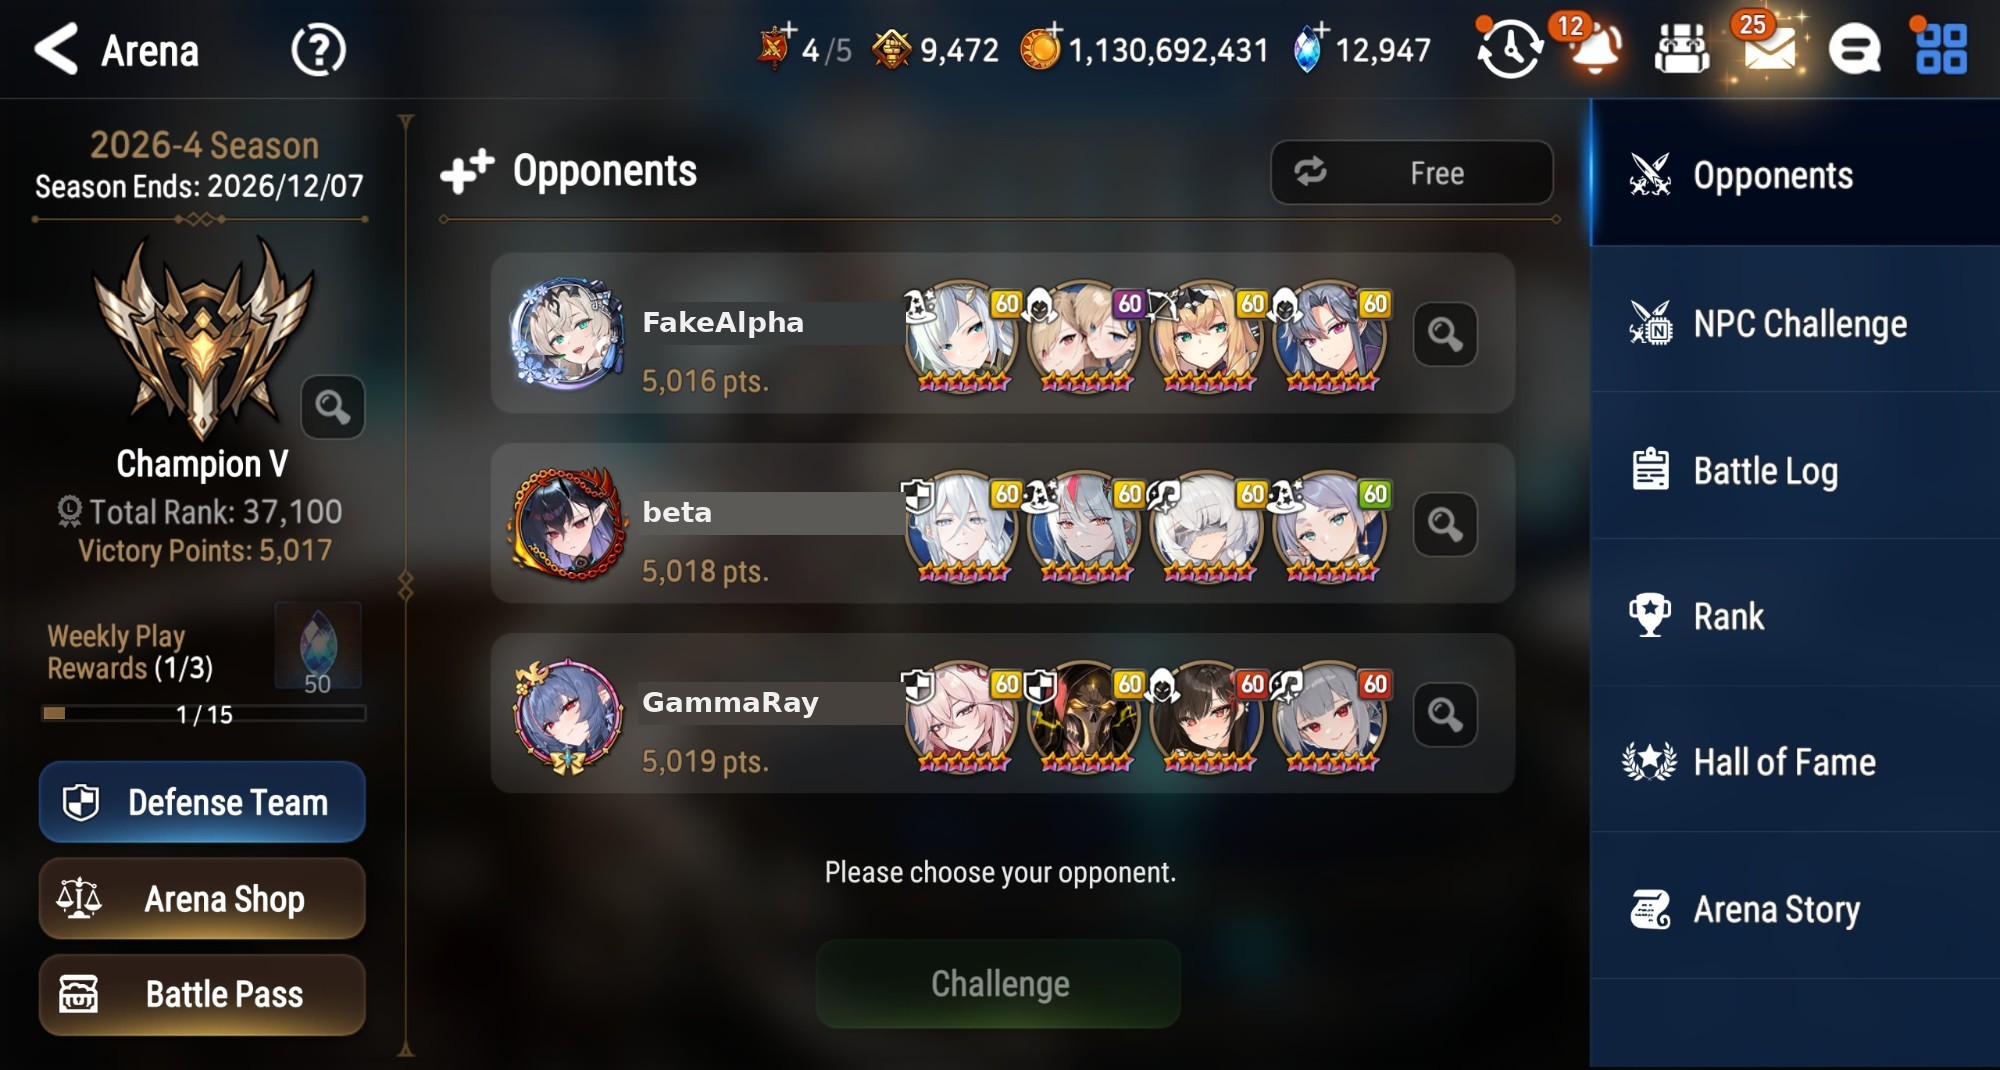 Arena
4/5
9,472
1,130,692,431
12,947
12
25
2026-4 Season
Season Ends: 2026/12/07
Champion V
Total Rank: 37,100
Victory Points: 5,017
Weekly Play
Rewards (1/3)
50
1 / 15
Defense Team
Arena Shop
Battle Pass
Opponents
Free
FakeAlpha
5,016 pts.
60
60
60
60
beta
5,018 pts.
60
60
60
60
GammaRay
5,019 pts.
60
60
60
60
Please choose your opponent.
Challenge
Opponents
NPC Challenge
Battle Log
Rank
Hall of Fame
Arena Story